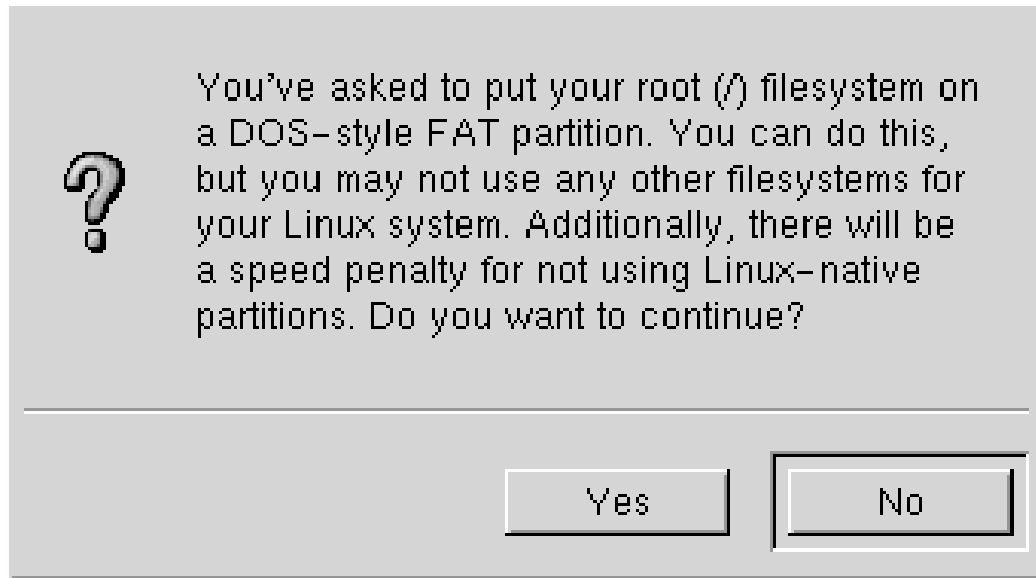 You've asked to put your root (/) filesystem on
a DOS-style FAT partition. You can do this,
but you may not use any other filesystems for
your Linux system. Additionally, there will be
a speed penalty for not using Linux-native
partitions. Do you want to continue?
Yes No